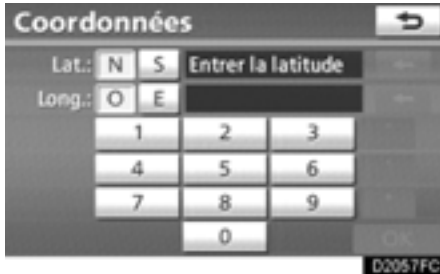 Coordonnées
Lat.: N S Entrer la latitude
Long.: O E
1 2 3
4 5 6
7 8 9
0 OK
D2057FC